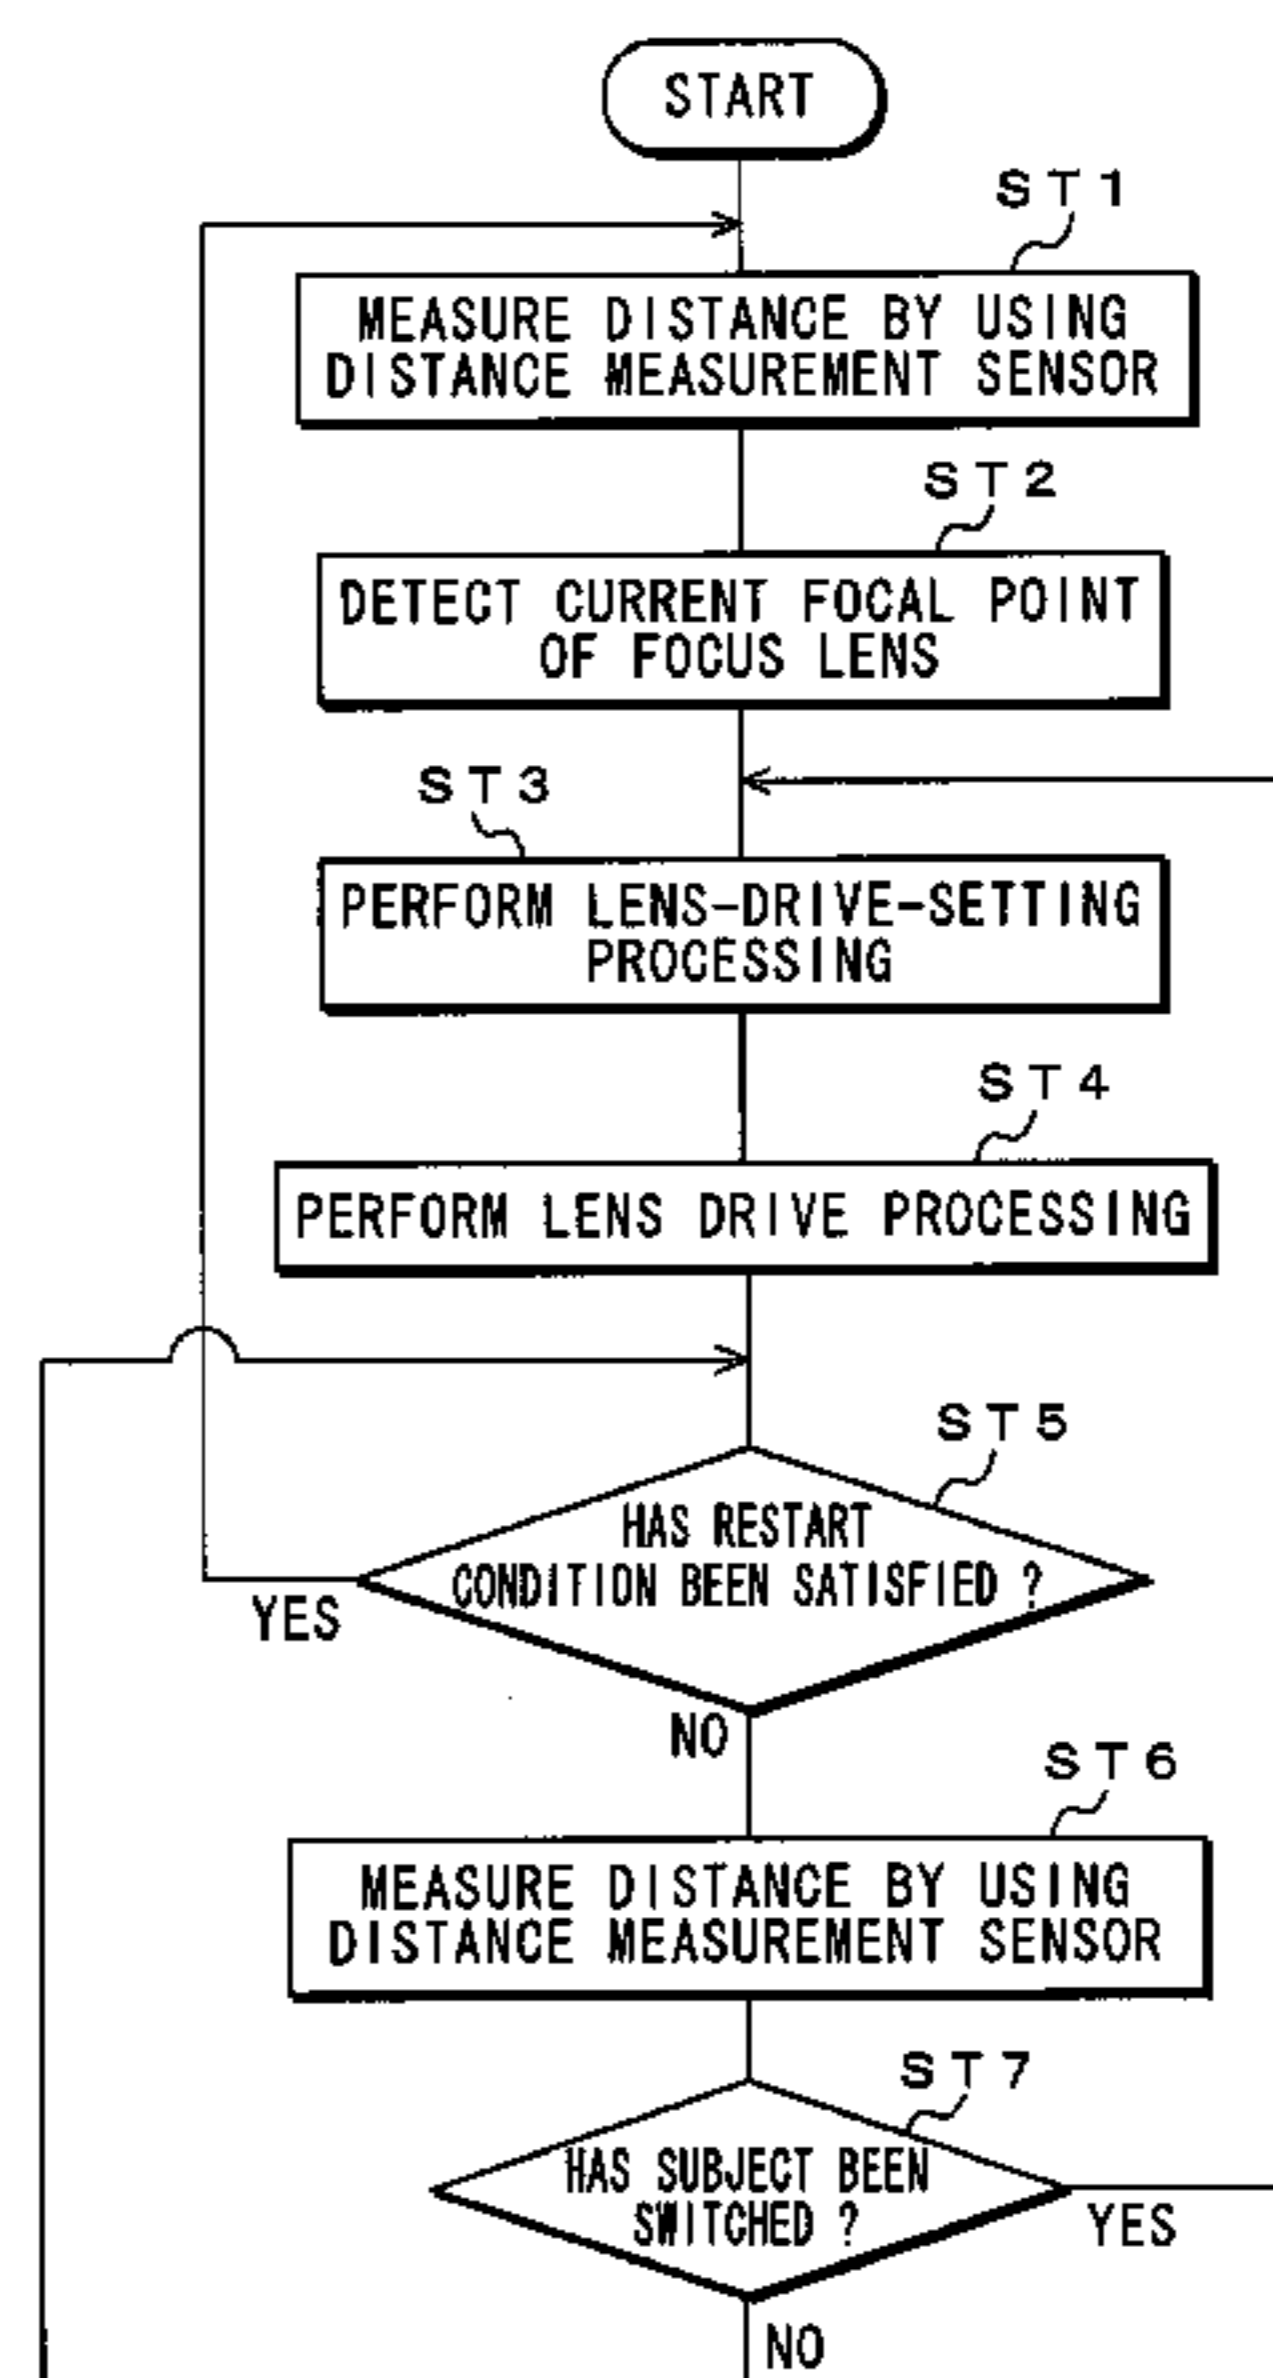 START
ST1
MEASURE DISTANCE BY USING
DISTANCE MEASUREMENT SENSOR
ST2
DETECT CURRENT FOCAL POINT
OF FOCUS LENS
ST3
PERFORM LENS-DRIVE-SETTING
PROCESSING
ST4
PERFORM LENS DRIVE PROCESSING
ST5
HAS RESTART
CONDITION BEEN SATISFIED ?
YES
NO
ST6
MEASURE DISTANCE BY USING
DISTANCE MEASUREMENT SENSOR
ST7
HAS SUBJECT BEEN
SWITCHED ?
YES
NO